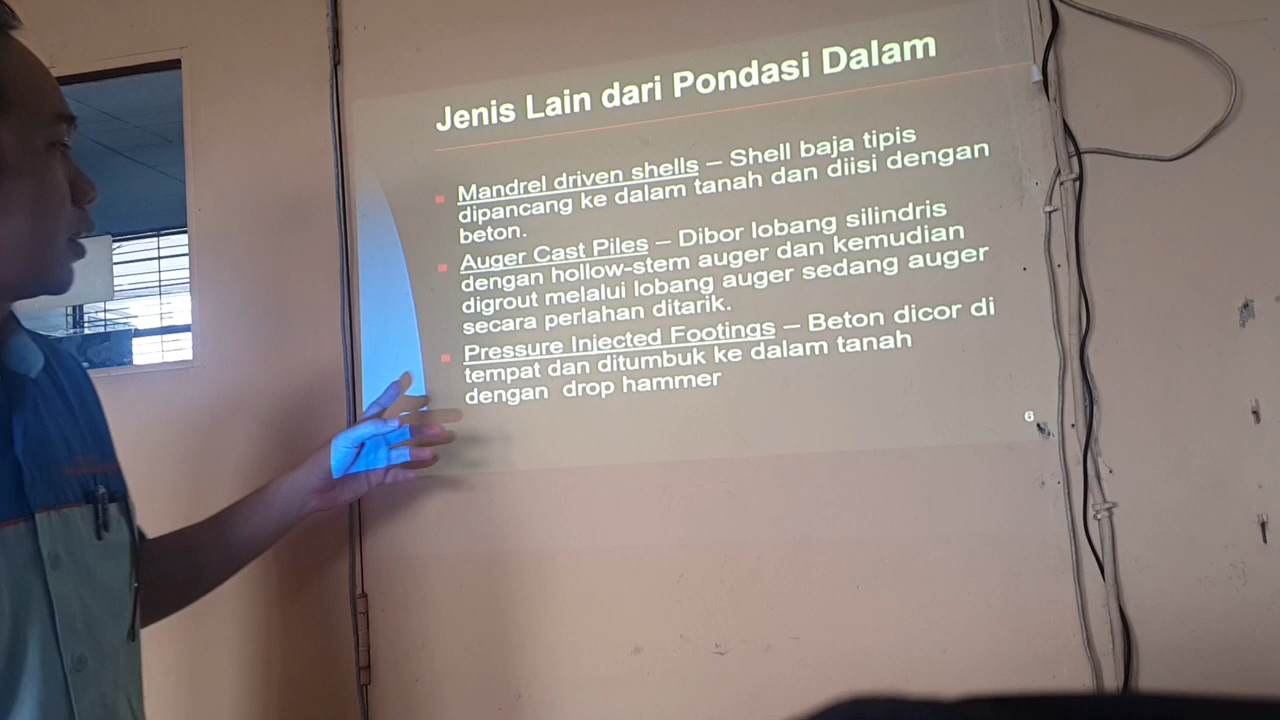 Jenis Lain dari Pondasi Dalam
Mandrel driven shells – Shell baja tipis
dipancang ke dalam tanah dan diisi dengan
beton.
Auger Cast Piles – Dibor lobang silindris
dengan hollow-stem auger dan kemudian
digrout melalui lobang auger sedang auger
secara perlahan ditarik.
Pressure Injected Footings – Beton dicor di
tempat dan ditumbuk ke dalam tanah
dengan drop hammer
6